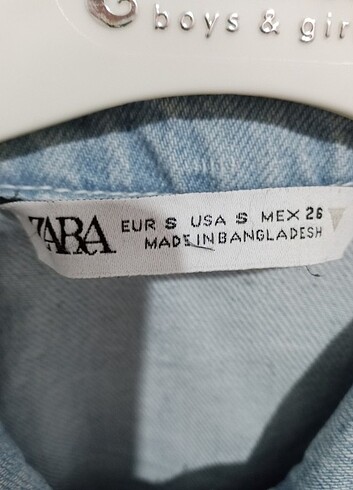 boys & gir
ZARA
EUR S USA S MEX 26
MADE IN BANGLADESH